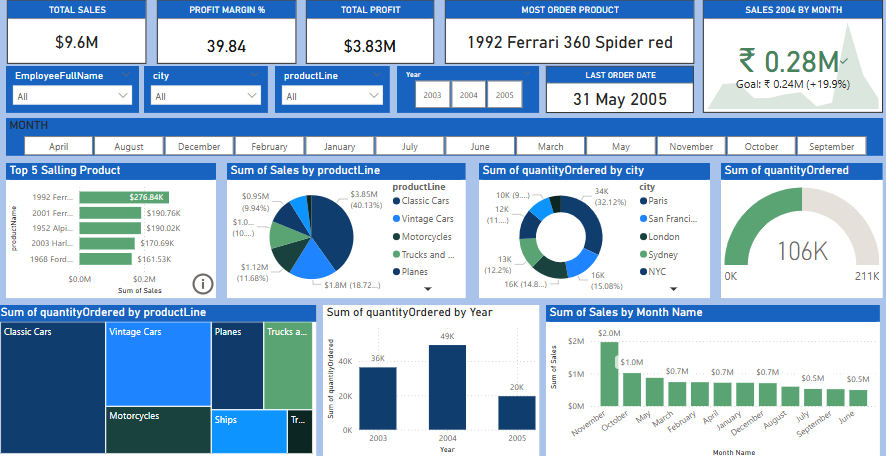 TOTAL SALES
$9.6M
PROFIT MARGIN %
39.84
TOTAL PROFIT
$3.83M
MOST ORDER PRODUCT
1992 Ferrari 360 Spider red
SALES 2004 BY MONTH
₹ 0.28M
Goal: ₹ 0.24M (+19.9%)
EmployeeFullName
All
city
All
productLine
All
Year
2003
2004
2005
LAST ORDER DATE
31 May 2005
MONTH
April
August
December
February
January
July
June
March
May
November
October
September
Top 5 Salling Product
productName
1992 Ferr...
$276.84K
2001 Ferr...
$190.76K
1952 Alpi...
$190.02K
2003 Harl...
$170.69K
1968 Ford...
$161.53K
$0.0M
$0.2M
Sum of Sales
Sum of Sales by productLine
$3.85M
(40.13%)
$1.8M (18.72...)
$1.12M
(11.68%)
$1.0...
(10....)
$0.95M
(9.94%)
productLine
Classic Cars
Vintage Cars
Motorcycles
Trucks and ...
Planes
Sum of quantityOrdered by city
34K
(32.12%)
16K
(15.08%)
16K (14.8...)
13K
(12.2%)
12K
(11....)
10K (9....)
city
Paris
San Franci...
London
Sydney
NYC
Sum of quantityOrdered
106K
0K
211K
Sum of quantityOrdered by productLine
Classic Cars
Vintage Cars
Motorcycles
Planes
Trucks a...
Ships
Tr...
Sum of quantityOrdered by Year
Sum of quantityOrdered
40K
20K
0K
36K
49K
20K
2003
2004
2005
Year
Sum of Sales by Month Name
Sum of Sales
$2M
$1M
$0M
$2.0M
$1.0M
$0.7M
$0.7M
$0.7M
$0.5M
$0.5M
November
October
May
March
February
April
January
December
August
July
September
June
Month Name